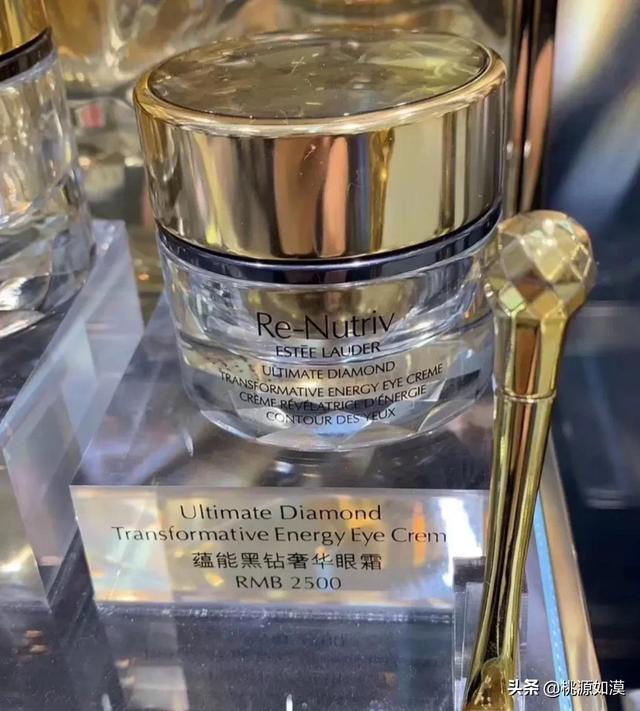 Re-Nutriv
ESTĒE LAUDER
ULTIMATE DIAMOND
TRANSFORMATIVE ENERGY EYE CREME
CRÈME RÉVÉLATRICE D'ÉNERGIE
CONTOUR DES YEUX
Ultimate Diamond
Transformative Energy Eye Crem
蕴能黑钻奢华眼霜
RMB 2500
头条 @桃源如漠